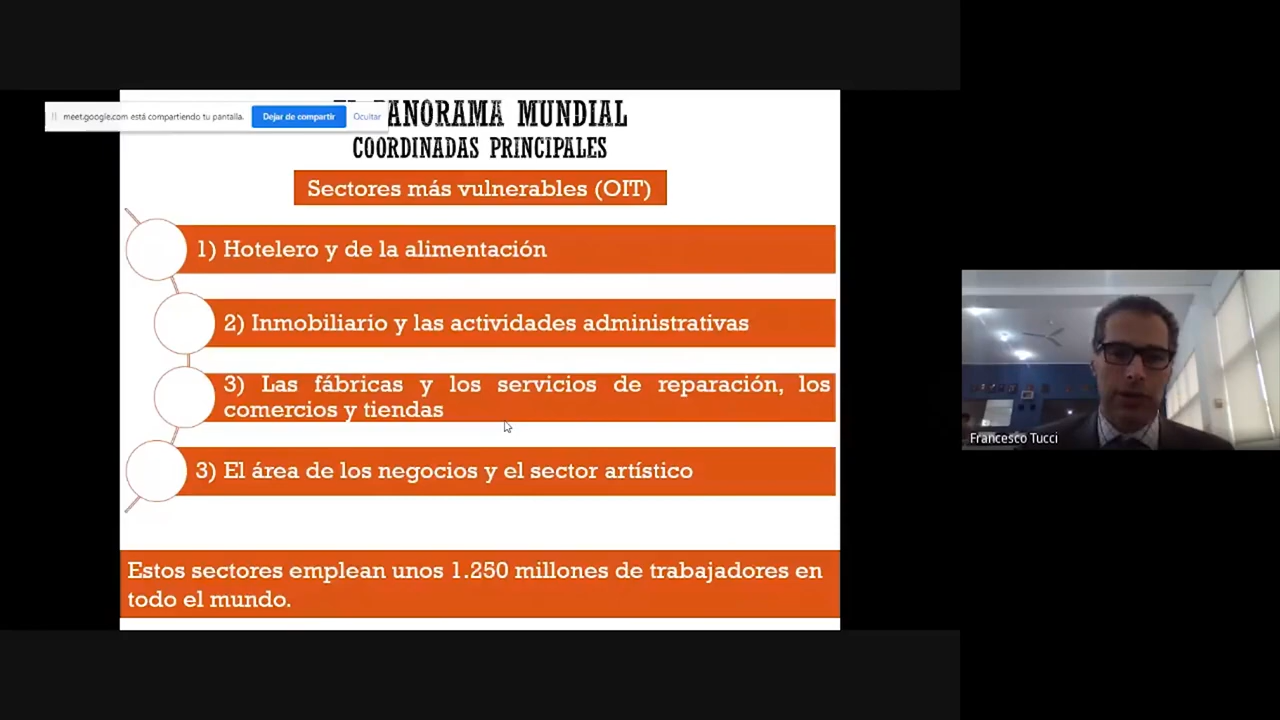 meet.google.com está compartiendo tu pantalla.
Dejar de compartir
Ocultar
PANORAMA MUNDIAL
COORDINADAS PRINCIPALES
Sectores más vulnerables (OIT)
1) Hotelero y de la alimentación
2) Inmobiliario y las actividades administrativas
3) Las fábricas y los servicios de reparación, los
comercios y tiendas
3) El área de los negocios y el sector artístico
Estos sectores emplean unos 1.250 millones de trabajadores en
todo el mundo.
Francesco Tucci